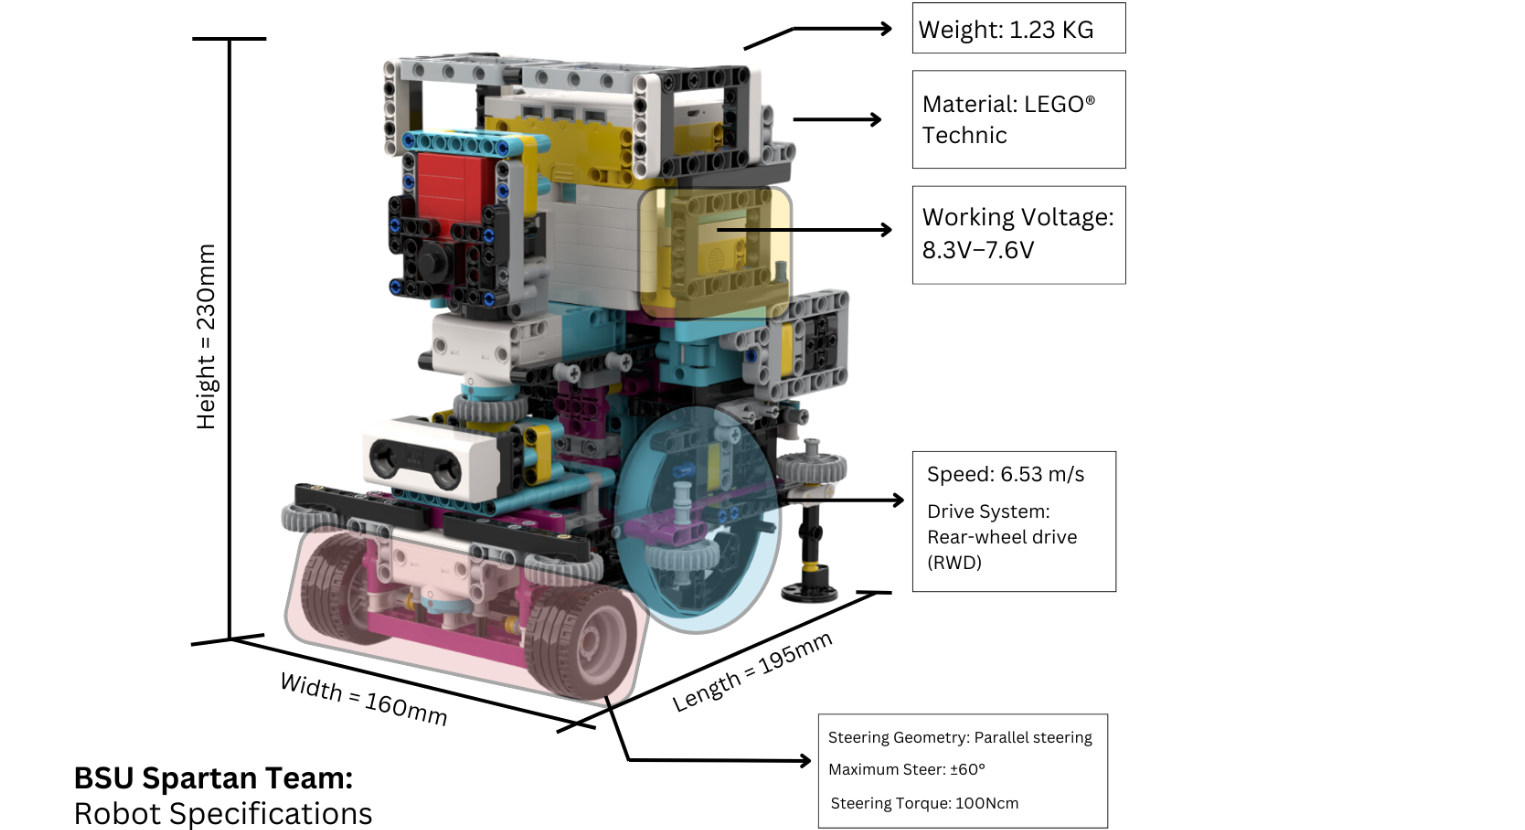 Weight: 1.23 KG
Material: LEGO®
Technic
Working Voltage:
8.3V–7.6V
Height = 230mm
Speed: 6.53 m/s
Drive System:
Rear-wheel drive
(RWD)
Width = 160mm
Length = 195mm
Steering Geometry: Parallel steering
Maximum Steer: ±60°
Steering Torque: 100Ncm
BSU Spartan Team:
Robot Specifications